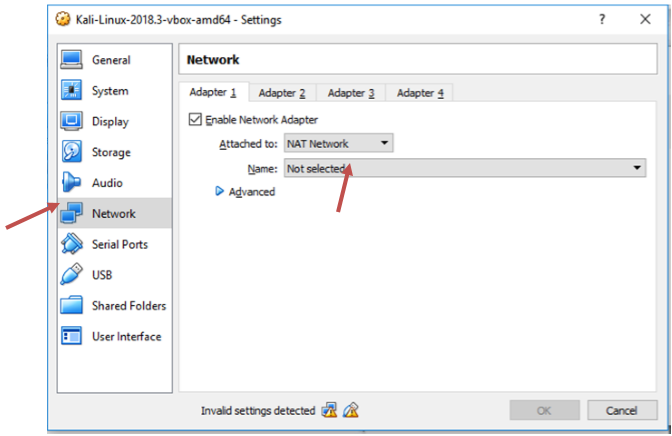 Kali-Linux-2018.3-vbox-amd64 - Settings
?
General
System
Display
Storage
Audio
Network
Serial Ports
USB
Shared Folders
User Interface
Network
Adapter 1 Adapter 2 Adapter 3 Adapter 4
Enable Network Adapter
Attached to: NAT Network
Name: Not selected
Advanced
Invalid settings detected
OK Cancel